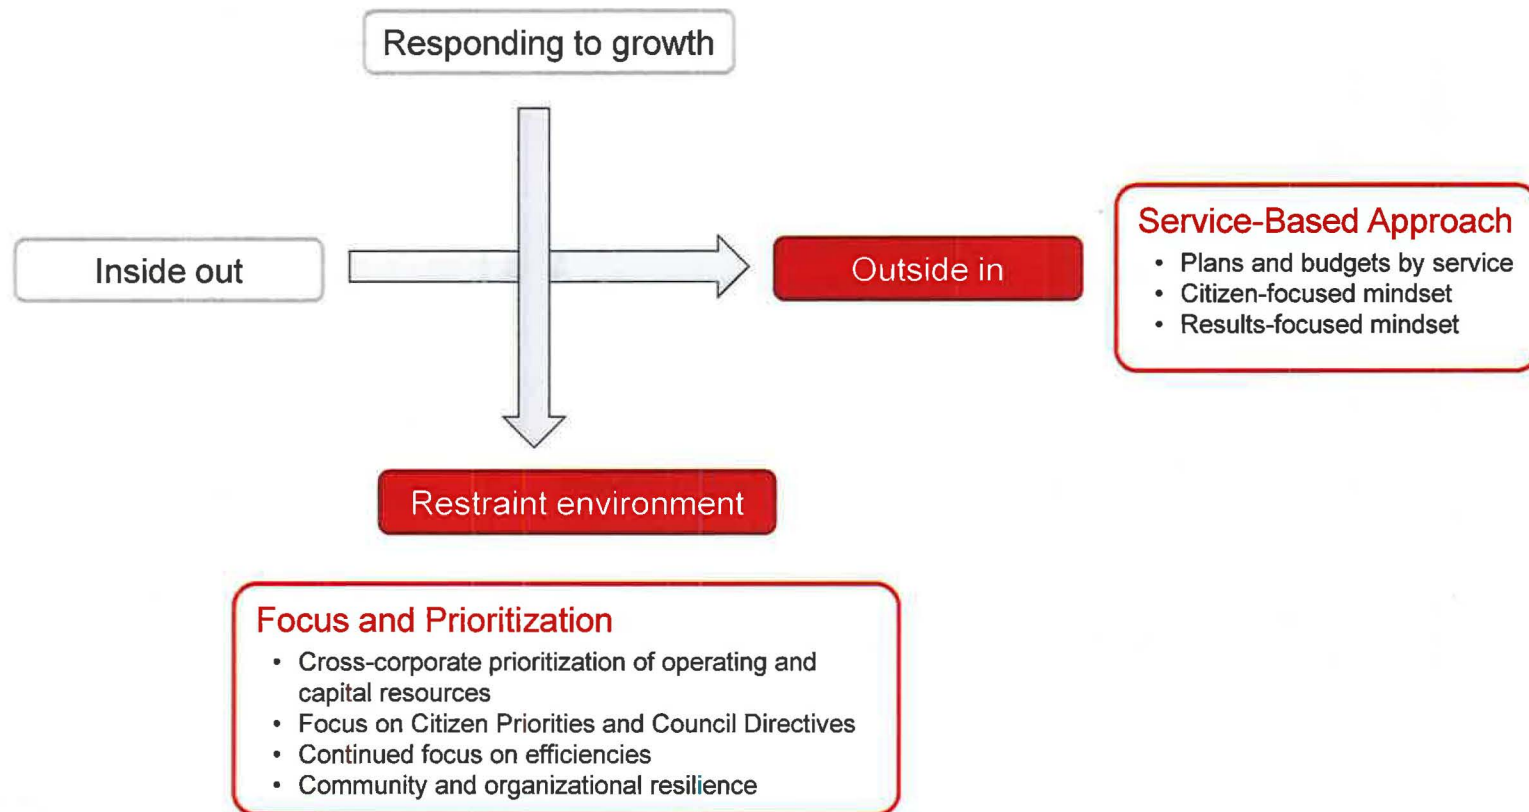 Responding to growth
Inside out
Outside in
Service-Based Approach
• Plans and budgets by service
• Citizen-focused mindset
• Results-focused mindset
Restraint environment
Focus and Prioritization
• Cross-corporate prioritization of operating and
capital resources
• Focus on Citizen Priorities and Council Directives
• Continued focus on efficiencies
• Community and organizational resilience